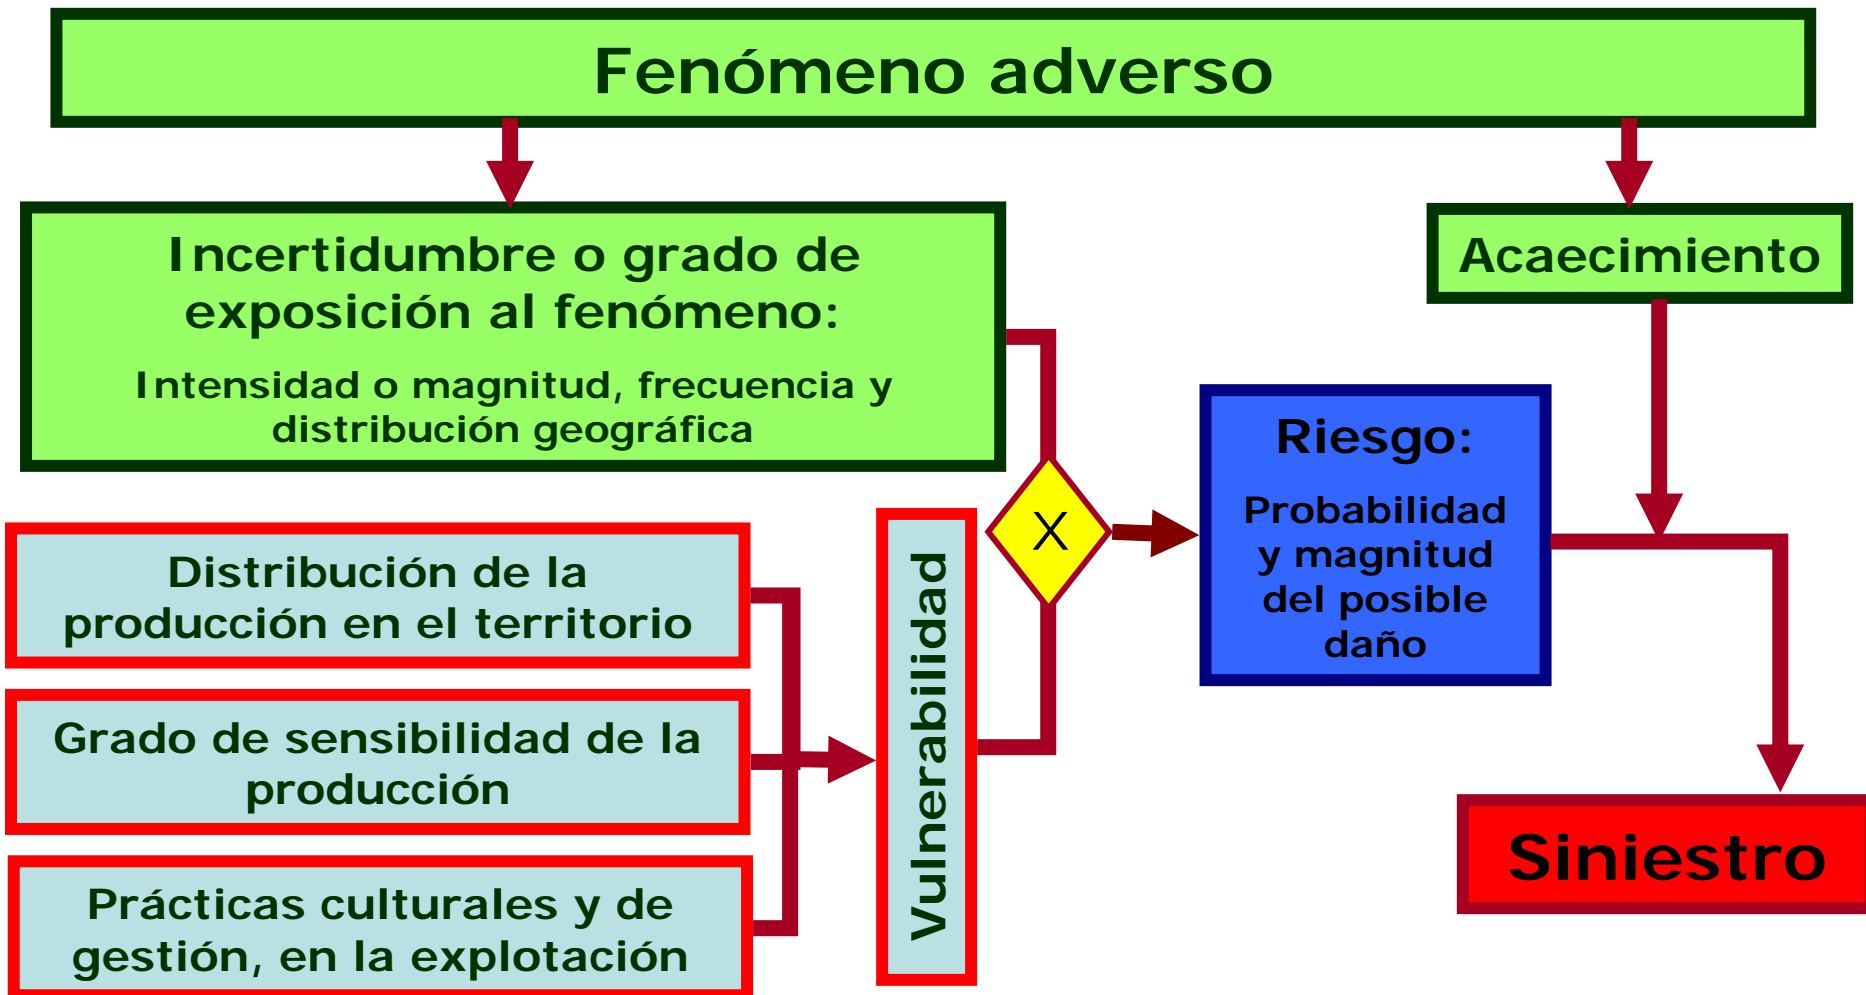 Fenómeno adverso
Incertidumbre o grado de
exposición al fenómeno:
Intensidad o magnitud, frecuencia y
distribución geográfica
Acaecimiento
Riesgo:
Probabilidad
y magnitud
del posible
daño
X
Distribución de la
producción en el territorio
Grado de sensibilidad de la
producción
Prácticas culturales y de
gestión, en la explotación
Vulnerabilidad
Siniestro